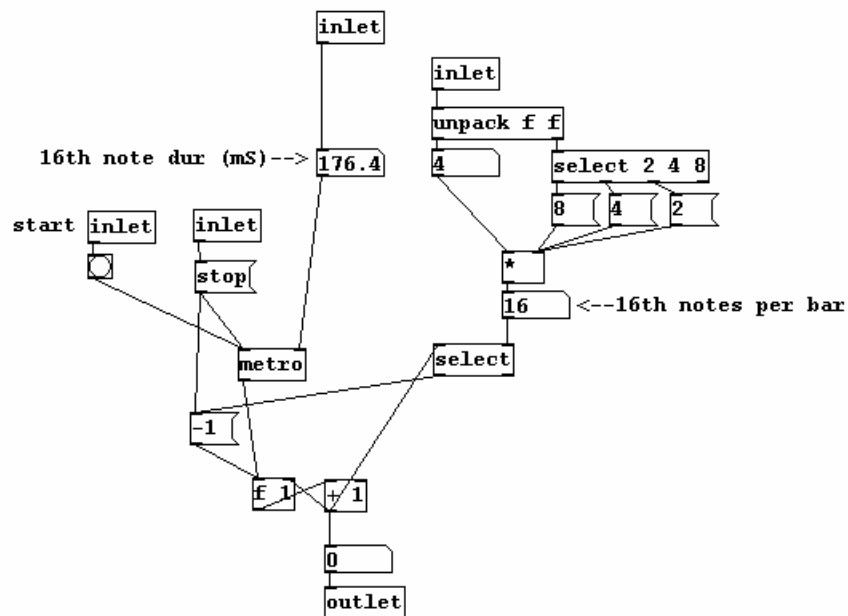 inlet
inlet
unpack f f
16th note dur (mS)-->
176.4
4
select 2 4 8
8
4
2
start
inlet
inlet
stop
*
16
<--16th notes per bar
metro
select
-1
f 1
+ 1
0
outlet